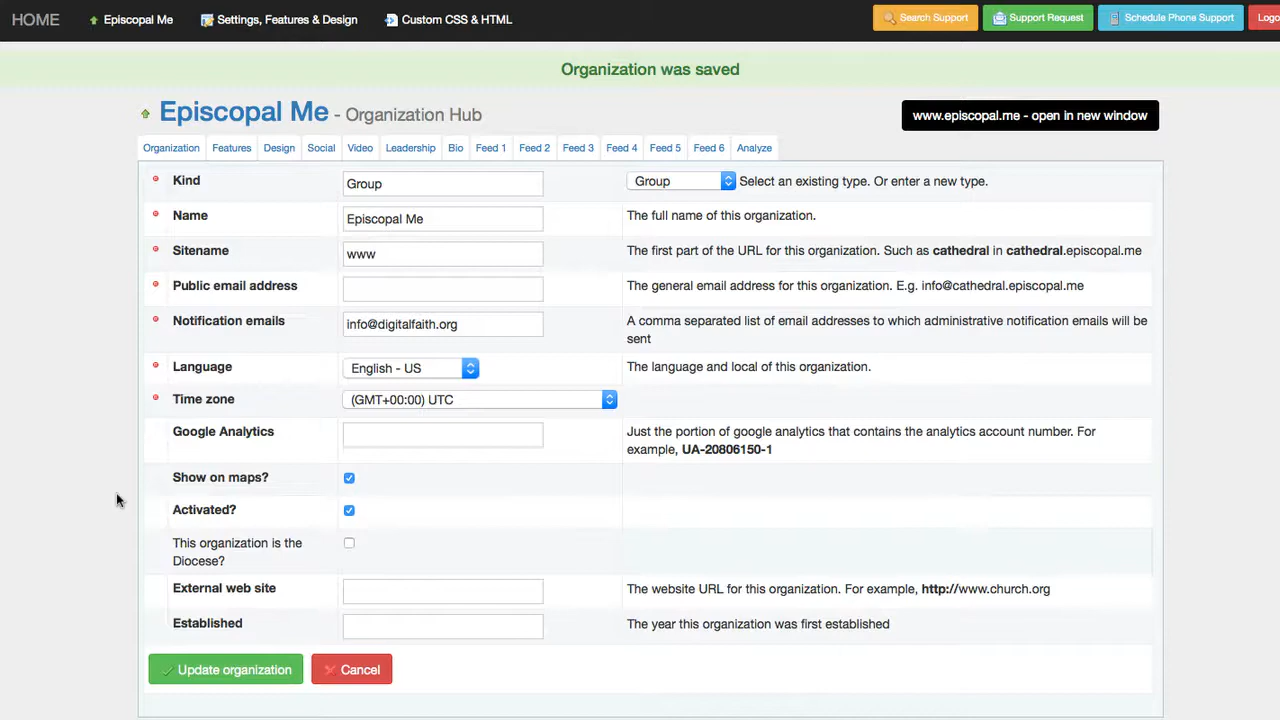 HOME Episcopal Me Settings, Features & Design Custom CSS & HTML Search Support Support Request Schedule Phone Support Logo
Organization was saved
Episcopal Me - Organization Hub www.episcopal.me - open in new window
Organization Features Design Social Video Leadership Bio Feed 1 Feed 2 Feed 3 Feed 4 Feed 5 Feed 6 Analyze
Kind Group Group Select an existing type. Or enter a new type.
Name Episcopal Me The full name of this organization.
Sitename www The first part of the URL for this organization. Such as cathedral in cathedral.episcopal.me
Public email address The general email address for this organization. E.g. info@cathedral.episcopal.me
Notification emails info@digitalfaith.org A comma separated list of email addresses to which administrative notification emails will be
sent
Language English - US The language and local of this organization.
Time zone (GMT+00:00) UTC
Google Analytics Just the portion of google analytics that contains the analytics account number. For
example, UA-20806150-1
Show on maps?
Activated?
This organization is the
Diocese?
External web site The website URL for this organization. For example, http://www.church.org
Established The year this organization was first established
Update organization Cancel